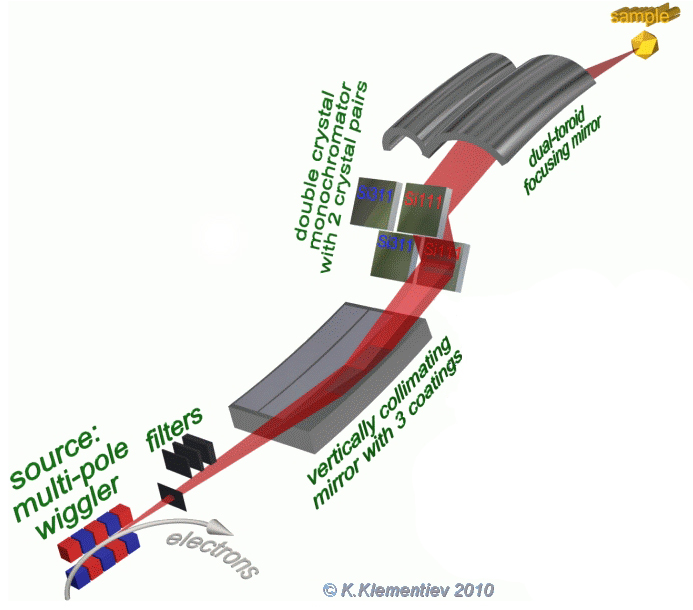 sample
dual-toroid
focusing mirror
double crystal
monochromator
with 2 crystal pairs
Si311
Si111
Si311
Si111
vertically collimating
mirror with 3 coatings
filters
source:
multi-pole
wiggler
electrons
© K.Klementiev 2010